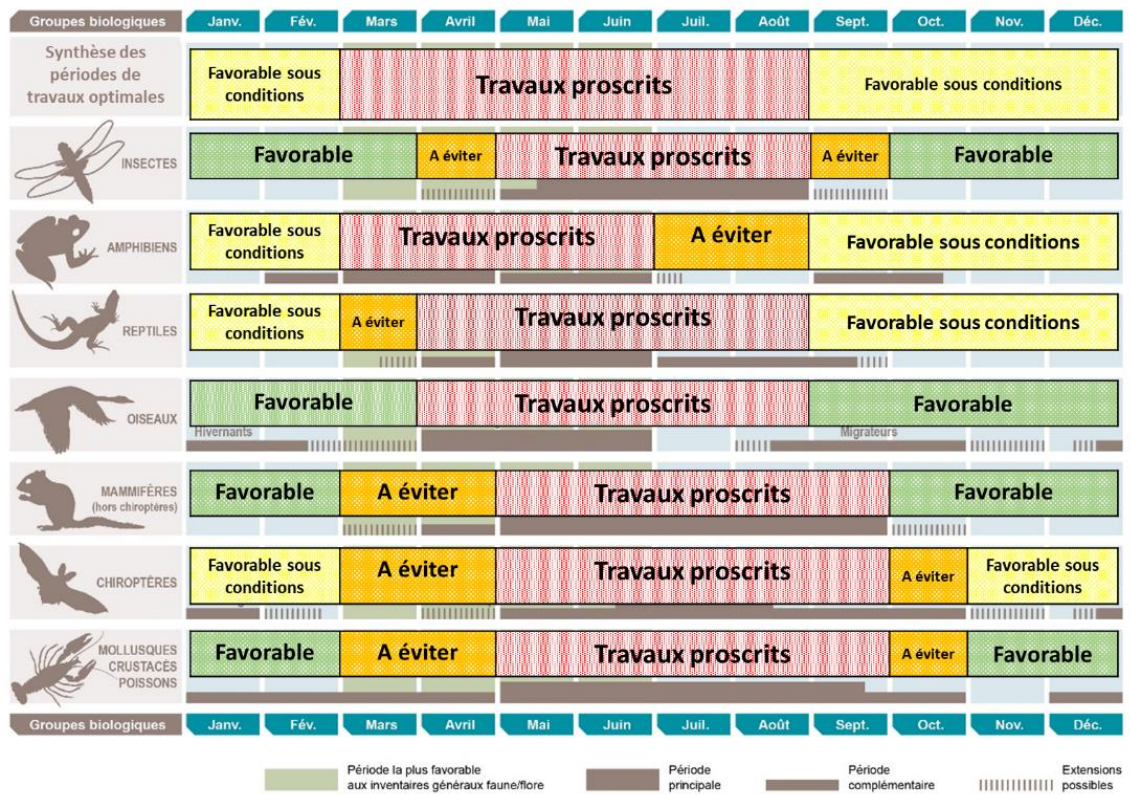 Groupes biologiques Janv. Fév. Mars Avril Mai Juin Juil. Août Sept. Oct. Nov. Déc.
Synthèse des
périodes de
travaux optimales
Favorable sous
conditions
Travaux proscrits
Favorable sous conditions
INSECTES
Favorable
A éviter
Travaux proscrits
A éviter
Favorable
AMPHIBIENS
Favorable sous
conditions
Travaux proscrits
A éviter
Favorable sous conditions
REPTILES
Favorable sous
conditions
A éviter
Travaux proscrits
Favorable sous conditions
OISEAUX
Favorable
Travaux proscrits
Favorable
Hivernants
Migrateurs
MAMMIFÈRES
(hors chiroptères)
Favorable
A éviter
Travaux proscrits
Favorable
CHIROPTÈRES
Favorable sous
conditions
A éviter
Travaux proscrits
A éviter
Favorable sous
conditions
MOLLUSQUES
CRUSTACÉS
POISSONS
Favorable
A éviter
Travaux proscrits
A éviter
Favorable
Groupes biologiques Janv. Fév. Mars Avril Mai Juin Juil. Août Sept. Oct. Nov. Déc.
Période la plus favorable
aux inventaires généraux faune/flore
Période
principale
Période
complémentaire
Extensions
possibles